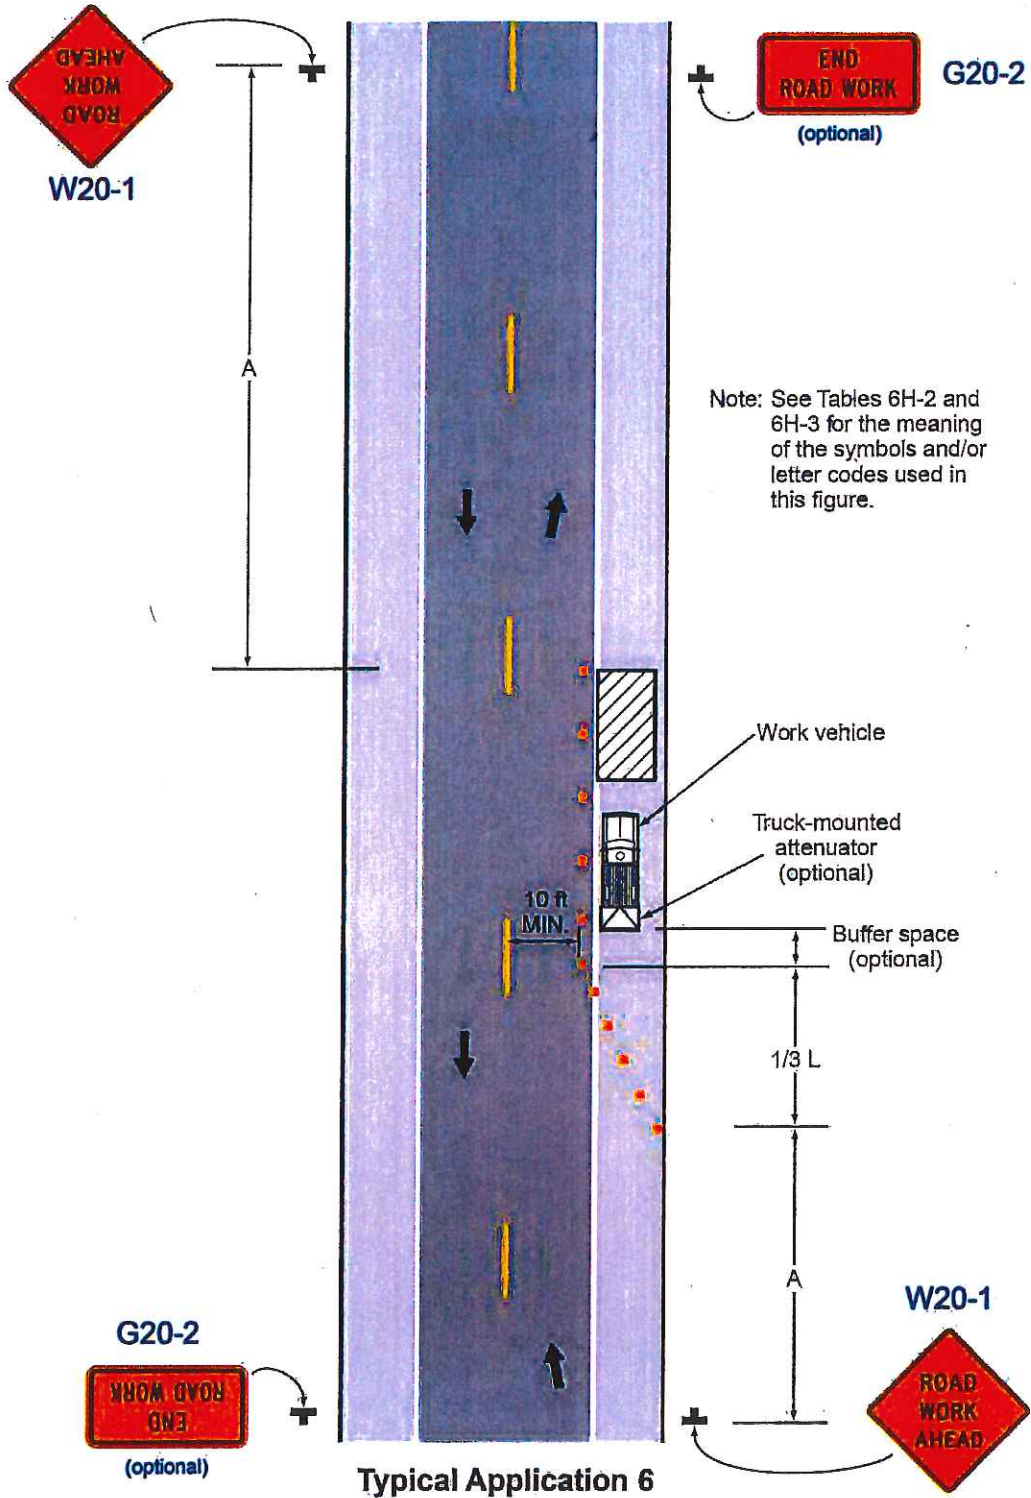 ROAD
WORK
AHEAD
W20-1
END
ROAD WORK
G20-2
(optional)
A
Note: See Tables 6H-2 and
6H-3 for the meaning
of the symbols and/or
letter codes used in
this figure.
Work vehicle
Truck-mounted
attenuator
(optional)
10 ft
MIN.
Buffer space
(optional)
1/3 L
A
W20-1
ROAD
WORK
AHEAD
G20-2
END
ROAD WORK
(optional)
Typical Application 6